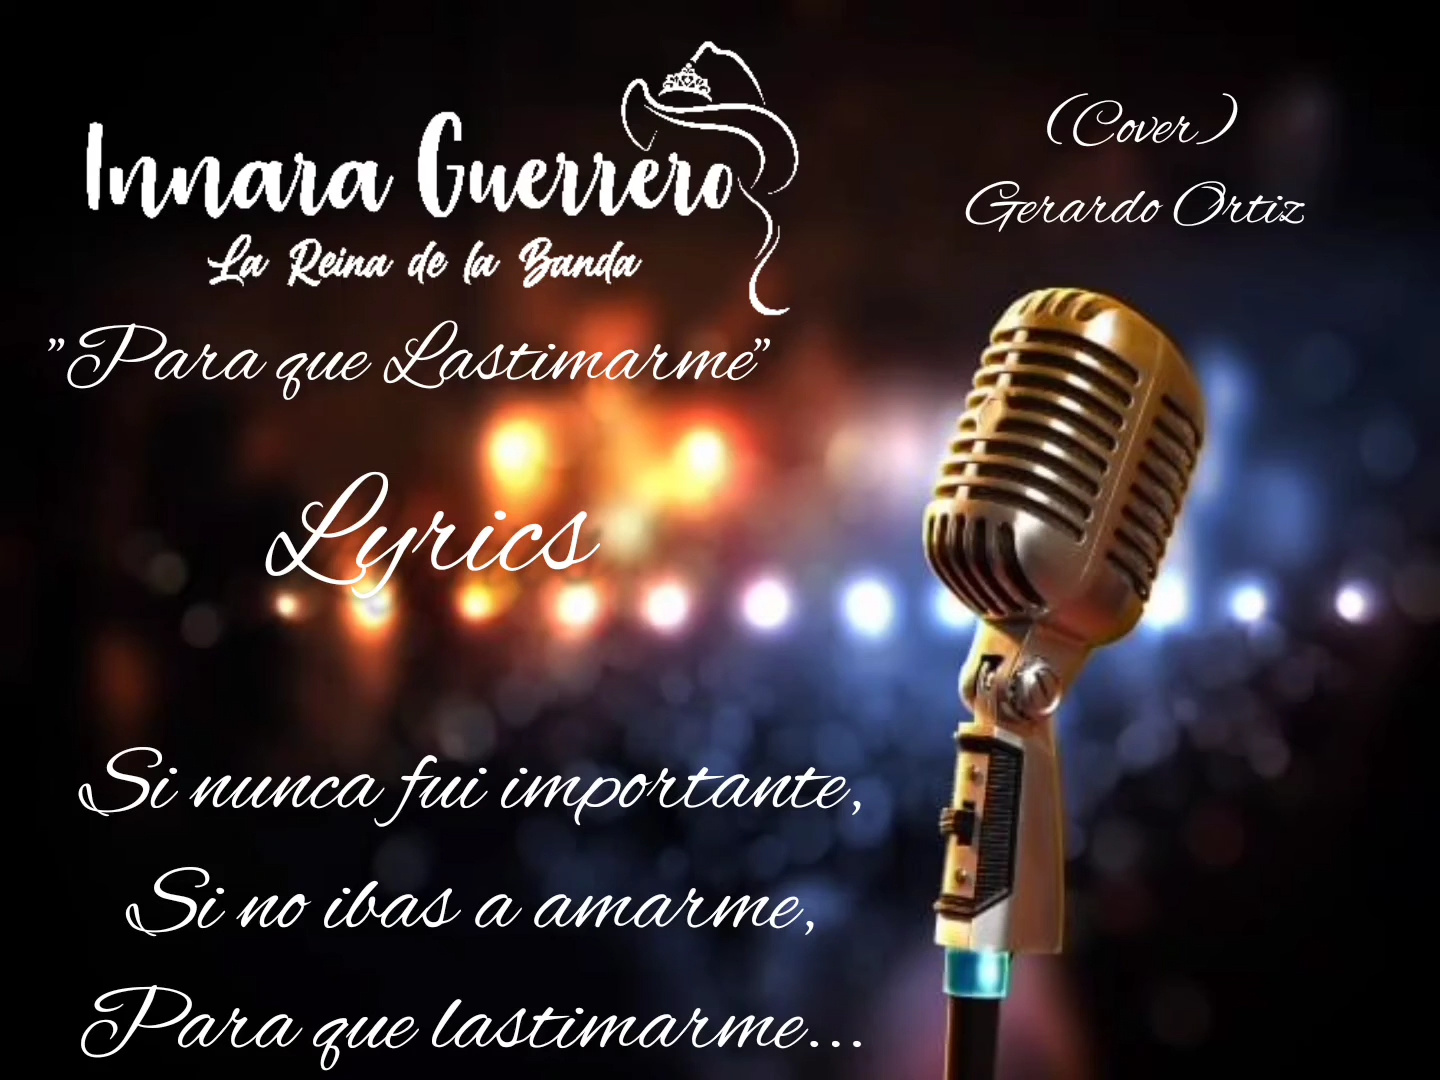 Innara Guerrero
La Reina de la Banda
(Cover)
Gerardo Ortiz
"Para que Lastimarme"
Lyrics
Si nunca fui importante,
Si no ibas a amarme,
Para que lastimarme...